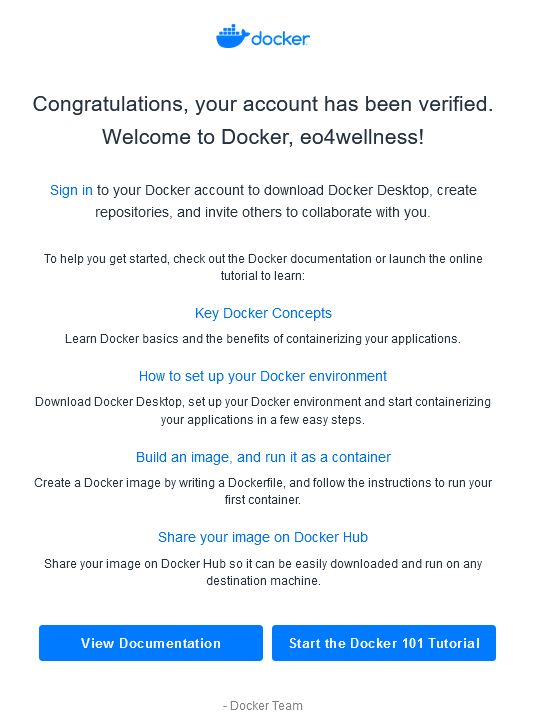 docker
Congratulations, your account has been verified.
Welcome to Docker, eo4wellness!
Sign in to your Docker account to download Docker Desktop, create
repositories, and invite others to collaborate with you.
To help you get started, check out the Docker documentation or launch the online
tutorial to learn:
Key Docker Concepts
Learn Docker basics and the benefits of containerizing your applications.
How to set up your Docker environment
Download Docker Desktop, set up your Docker environment and start containerizing
your applications in a few easy steps.
Build an image, and run it as a container
Create a Docker image by writing a Dockerfile, and follow the instructions to run your
first container.
Share your image on Docker Hub
Share your image on Docker Hub so it can be easily downloaded and run on any
destination machine.
View Documentation
Start the Docker 101 Tutorial
- Docker Team